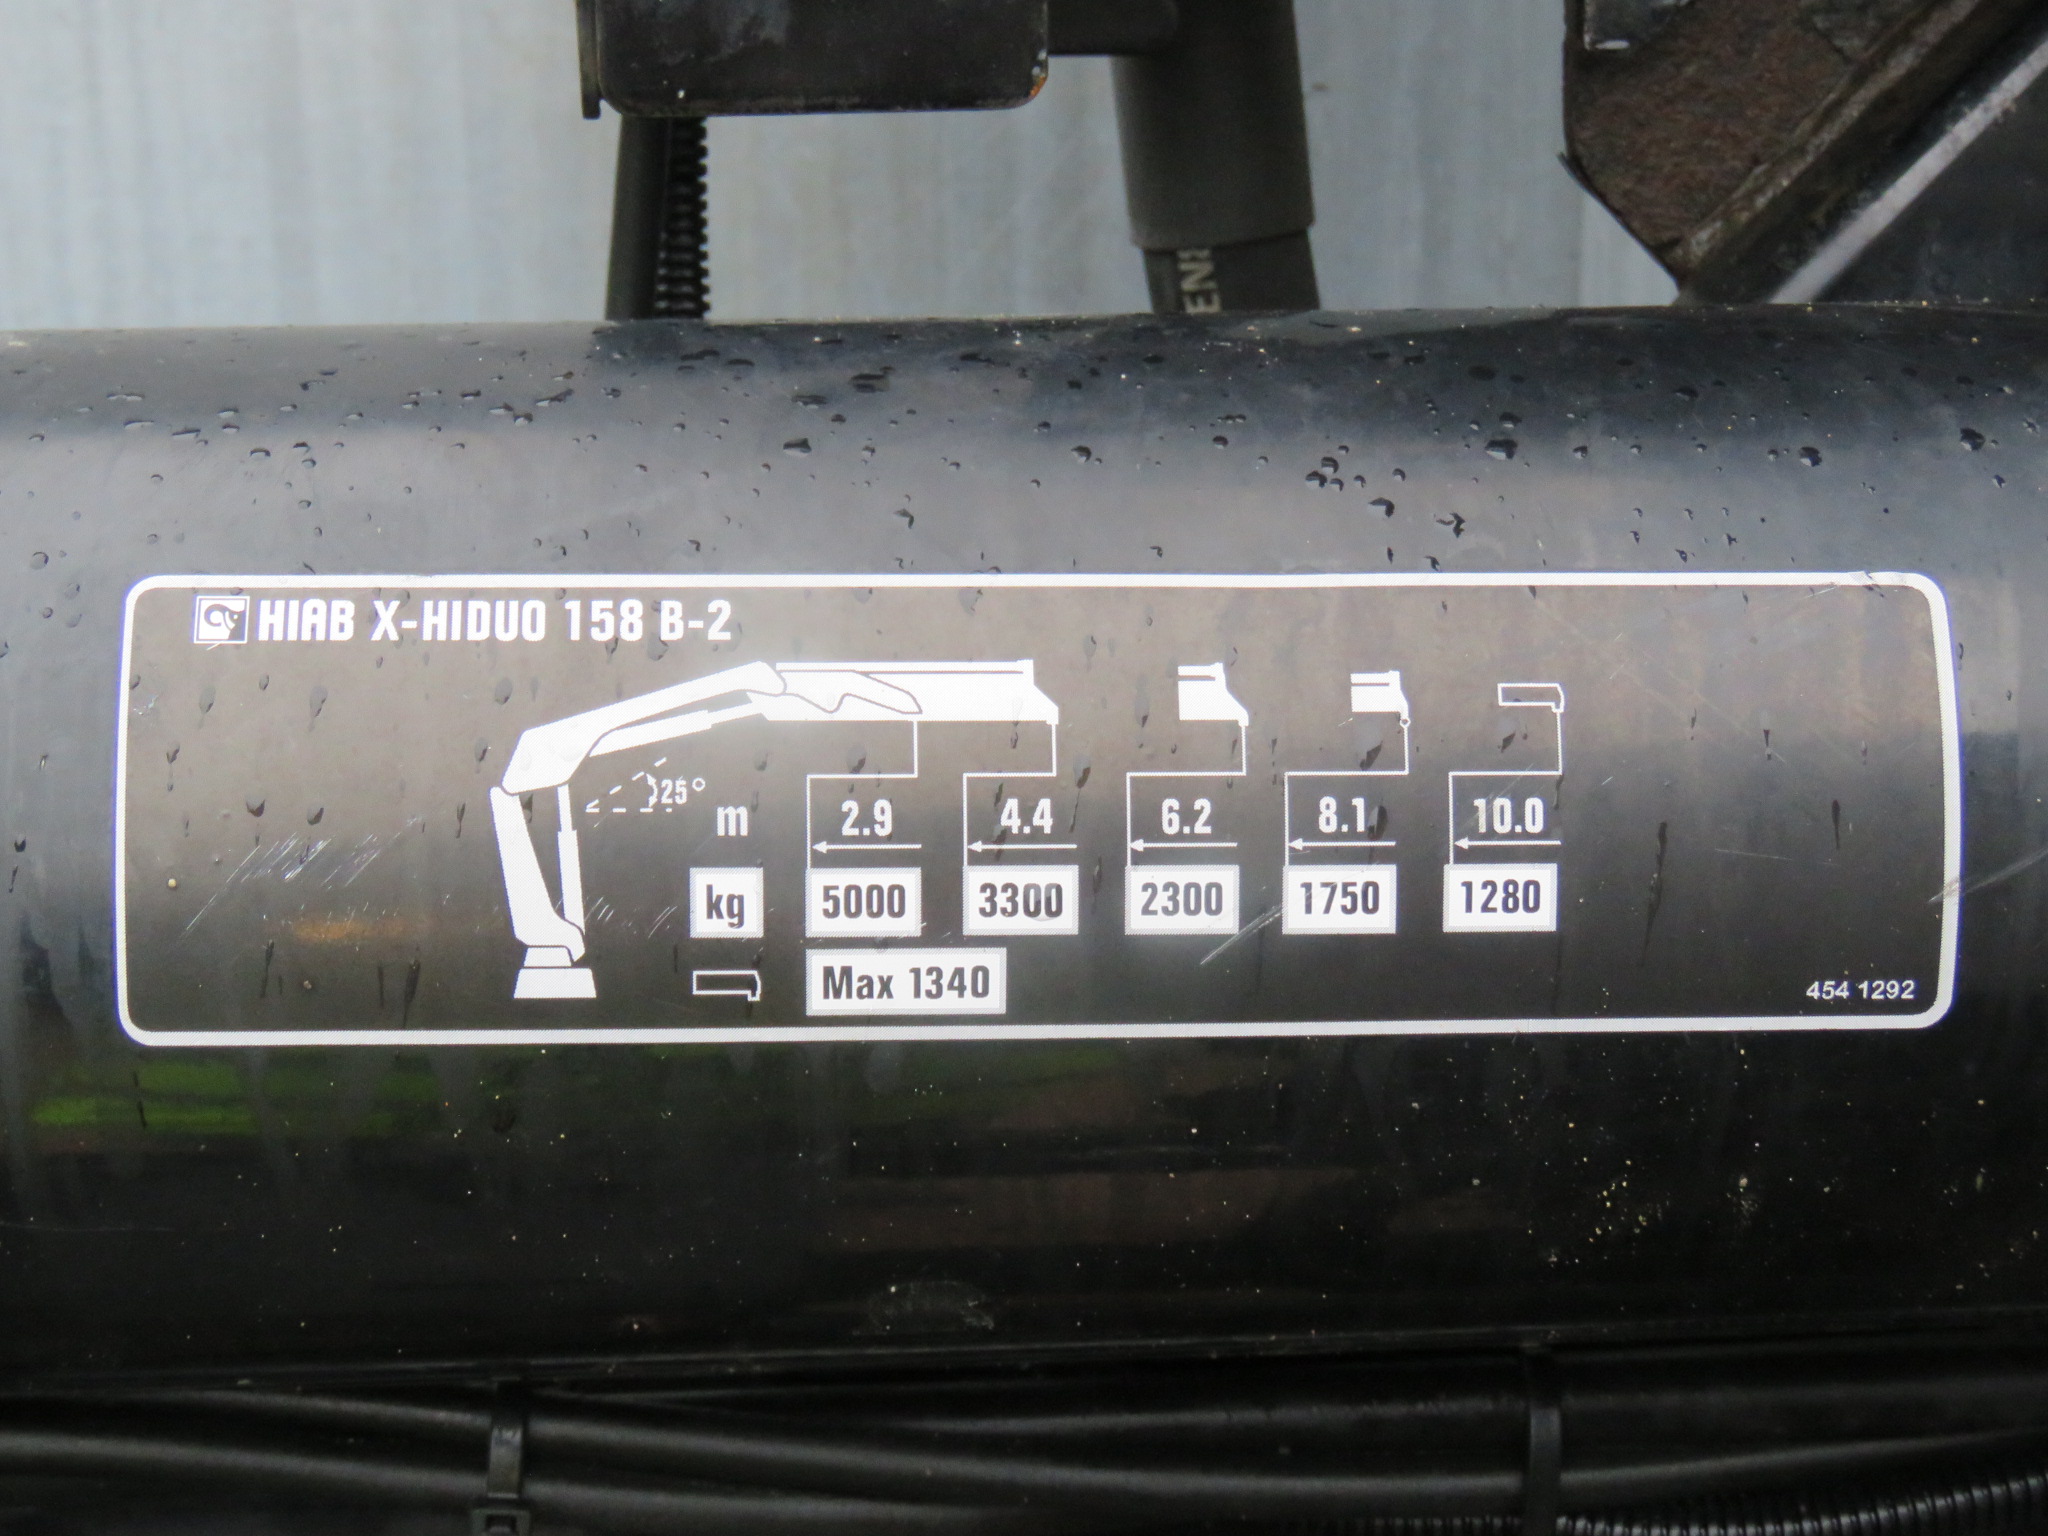 HIAB X-HIDUO 158 B-2
25°
m 2.9 4.4 6.2 8.1 10.0
kg 5000 3300 2300 1750 1280
Max 1340
454 1292